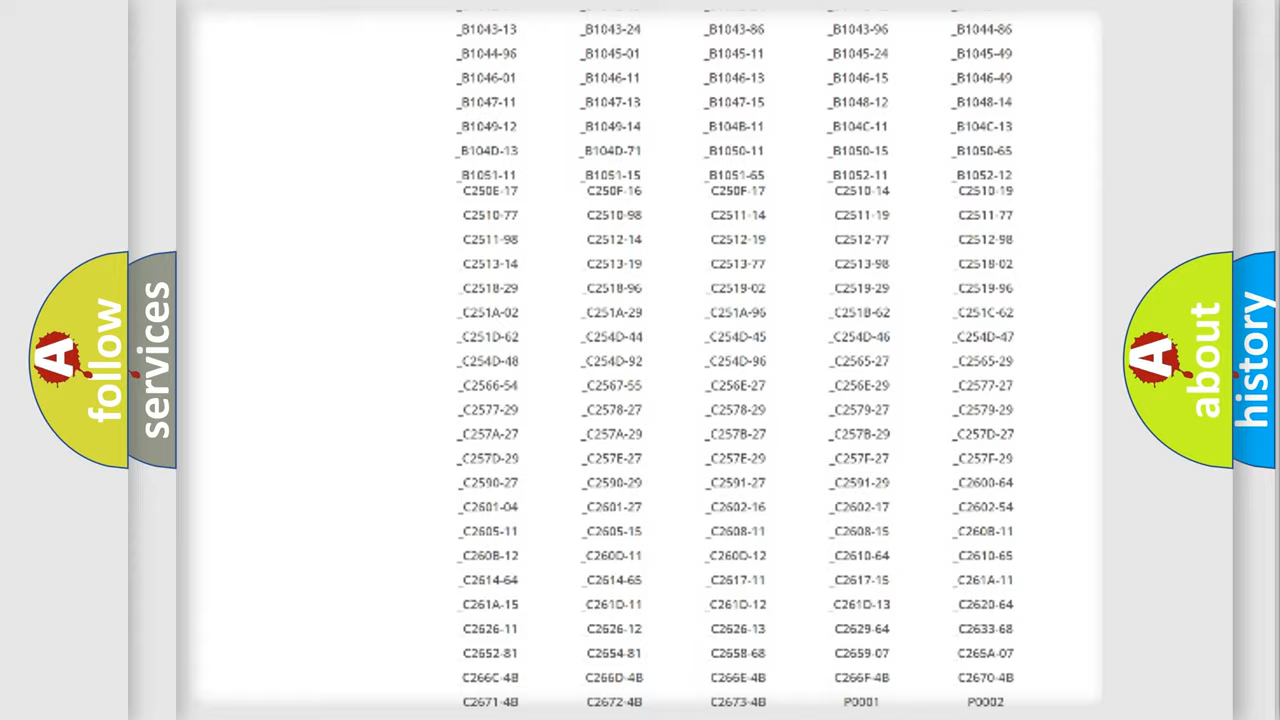 _B1043-13 _B1043-24 _B1043-86 _B1043-96 _B1044-86
_B1044-96 _B1045-01 _B1045-11 _B1045-24 _B1045-49
_B1046-01 _B1046-11 _B1046-13 _B1046-15 _B1046-49
_B1047-11 _B1047-13 _B1047-15 _B1048-12 _B1048-14
_B1049-12 _B1049-14 _B104B-11 _B104C-11 _B104C-13
_B104D-13 _B104D-71 _B1050-11 _B1050-15 _B1050-65
_B1051-11 _B1051-15 _B1051-65 _B1052-11 _B1052-12
C250E-17 C250F-16 C250F-17 C2510-14 C2510-19
C2510-77 C2510-98 C2511-14 C2511-19 C2511-77
C2511-98 C2512-14 C2512-19 C2512-77 C2512-98
C2513-14 C2513-19 C2513-77 C2513-98 C2518-02
_C2518-29 _C2518-96 _C2519-02 _C2519-29 _C2519-96
_C251A-02 _C251A-29 _C251A-96 _C251B-62 _C251C-62
_C251D-62 _C254D-44 _C254D-45 _C254D-46 _C254D-47
_C254D-48 _C254D-92 _C254D-96 _C2565-27 _C2565-29
_C2566-54 _C2567-55 _C256E-27 _C256E-29 _C2577-27
_C2577-29 _C2578-27 _C2578-29 _C2579-27 _C2579-29
_C257A-27 _C257A-29 _C257B-27 _C257B-29 _C257D-27
_C257D-29 _C257E-27 _C257E-29 _C257F-27 _C257F-29
_C2590-27 _C2590-29 _C2591-27 _C2591-29 _C2600-64
_C2601-04 _C2601-27 _C2602-16 _C2602-17 _C2602-54
_C2605-11 _C2605-15 _C2608-11 _C2608-15 _C260B-11
_C260B-12 _C260D-11 _C260D-12 _C2610-64 _C2610-65
_C2614-64 _C2614-65 _C2617-11 _C2617-15 _C261A-11
_C261A-15 _C261D-11 _C261D-12 _C261D-13 _C2620-64
C2626-11 C2626-12 C2626-13 C2629-64 C2633-68
C2652-81 C2654-81 C2658-68 C2659-07 C265A-07
C266C-4B C266D-4B C266E-4B C266F-4B C2670-4B
C2671-4B C2672-4B C2673-4B P0001 P0002
A
follow
services
A
about
history